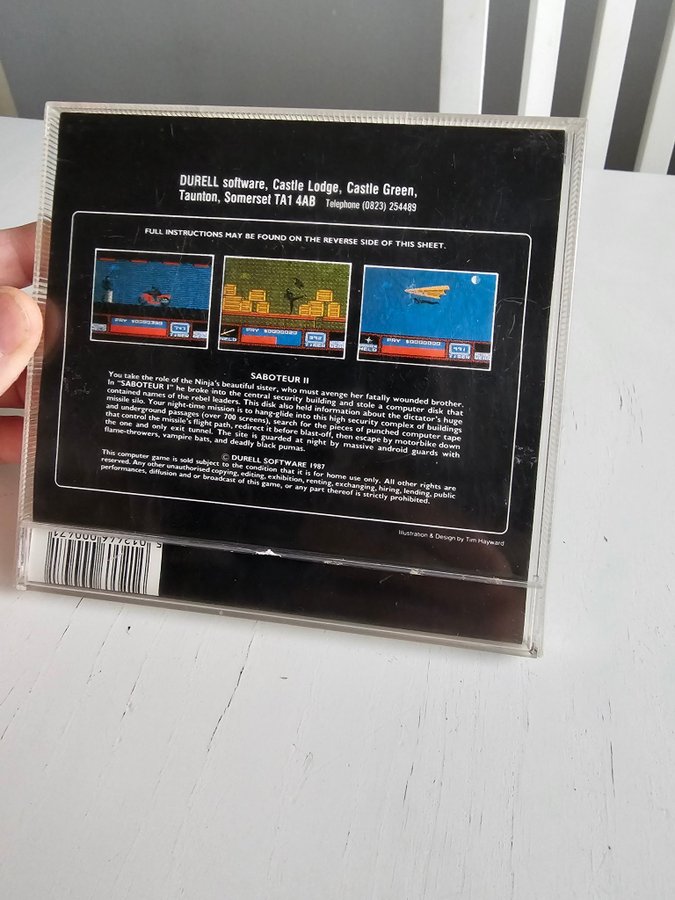 DURELL software, Castle Lodge, Castle Green,
Taunton, Somerset TA1 4AB Telephone (0823) 254489
FULL INSTRUCTIONS MAY BE FOUND ON THE REVERSE SIDE OF THIS SHEET.
PAY $0000000
PAY $0000000
SABOTEUR II
You take the role of the Ninja's beautiful sister, who must avenge her fatally wounded brother.
In "SABOTEUR I" he broke into the central security building and stole a computer disk that
contained names of the rebel leaders. This disk also held information about the dictator's huge
missile silo. Your night-time mission is to hang-glide into this high security complex of buildings
and underground passages (over 700 screens), search for the pieces of punched computer tape
that control the missile's flight path, redirect it before blast-off, then escape by motorbike down
the one and only exit tunnel. The site is guarded at night by massive android guards with
flame-throwers, vampire bats, and deadly black pumas.
© DURELL SOFTWARE 1987
This computer game is sold subject to the condition that it is for home use only. All other rights are
reserved. Any other unauthorised copying, editing, exhibition, renting, exchanging, hiring, lending, public
performances, diffusion and or broadcast of this game, or any part thereof is strictly prohibited.
Illustration & Design by Tim Hayward